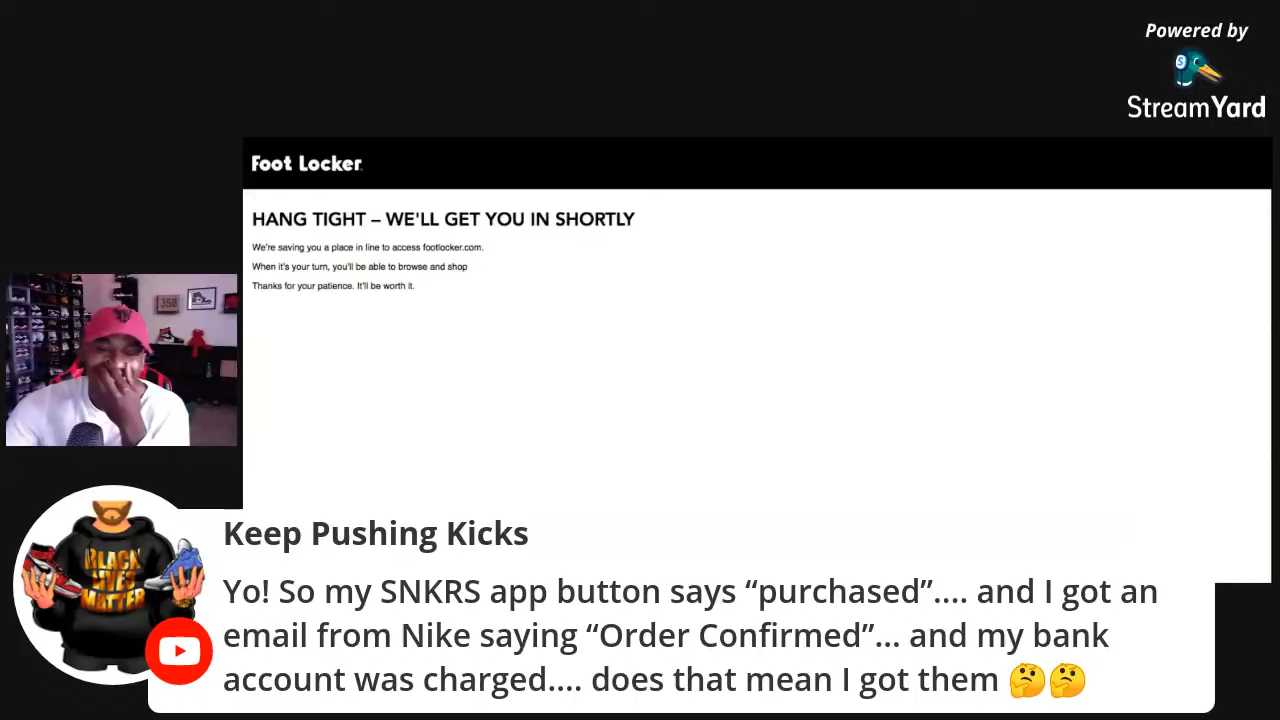 Powered by
StreamYard
Foot Locker
HANG TIGHT – WE'LL GET YOU IN SHORTLY
We're saving you a place in line to access footlocker.com.
When it's your turn, you'll be able to browse and shop
Thanks for your patience. It'll be worth it.
350
BLACK
LIVES
MATTER
Keep Pushing Kicks
Yo! So my SNKRS app button says “purchased”.... and I got an
email from Nike saying “Order Confirmed”... and my bank
account was charged.... does that mean I got them 🤔🤔